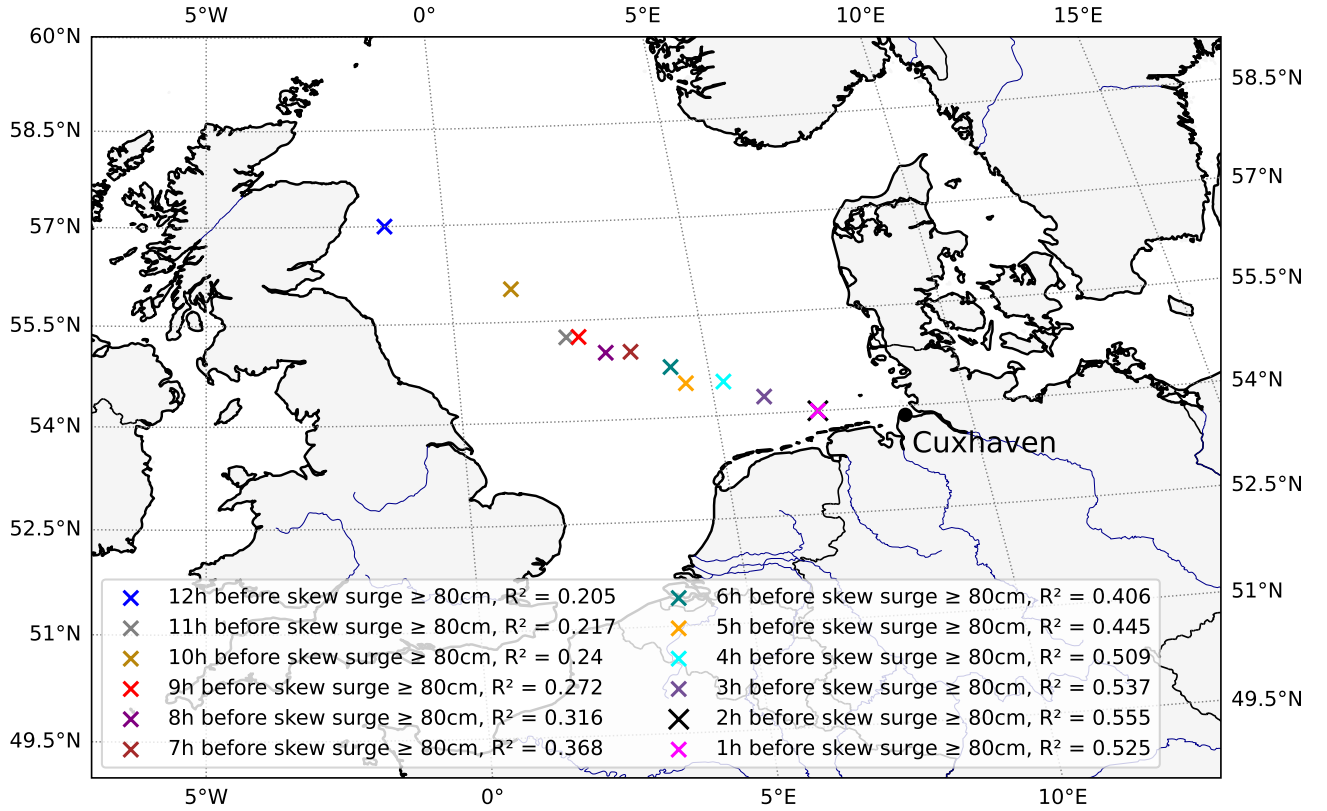 5°W 0° 5°E 10°E 15°E
60°N
58.5°N
58.5°N
57°N
57°N
55.5°N
55.5°N
54°N
54°N
Cuxhaven
52.5°N
52.5°N
51°N
12h before skew surge ≥ 80cm, R² = 0.205
11h before skew surge ≥ 80cm, R² = 0.217
10h before skew surge ≥ 80cm, R² = 0.24
9h before skew surge ≥ 80cm, R² = 0.272
8h before skew surge ≥ 80cm, R² = 0.316
7h before skew surge ≥ 80cm, R² = 0.368
6h before skew surge ≥ 80cm, R² = 0.406
5h before skew surge ≥ 80cm, R² = 0.445
4h before skew surge ≥ 80cm, R² = 0.509
3h before skew surge ≥ 80cm, R² = 0.537
2h before skew surge ≥ 80cm, R² = 0.555
1h before skew surge ≥ 80cm, R² = 0.525
51°N
49.5°N
49.5°N
5°W 0° 5°E 10°E